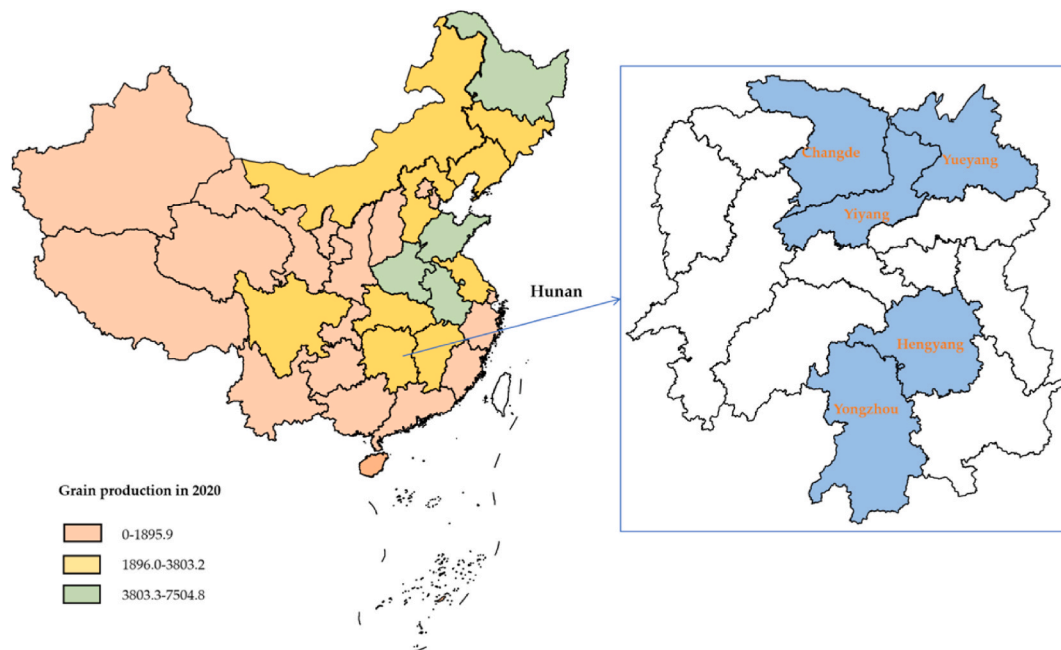 Hunan
Changde
Yueyang
Yiyang
Hengyang
Yongzhou
Grain production in 2020
0-1895.9
1896.0-3803.2
3803.3-7504.8